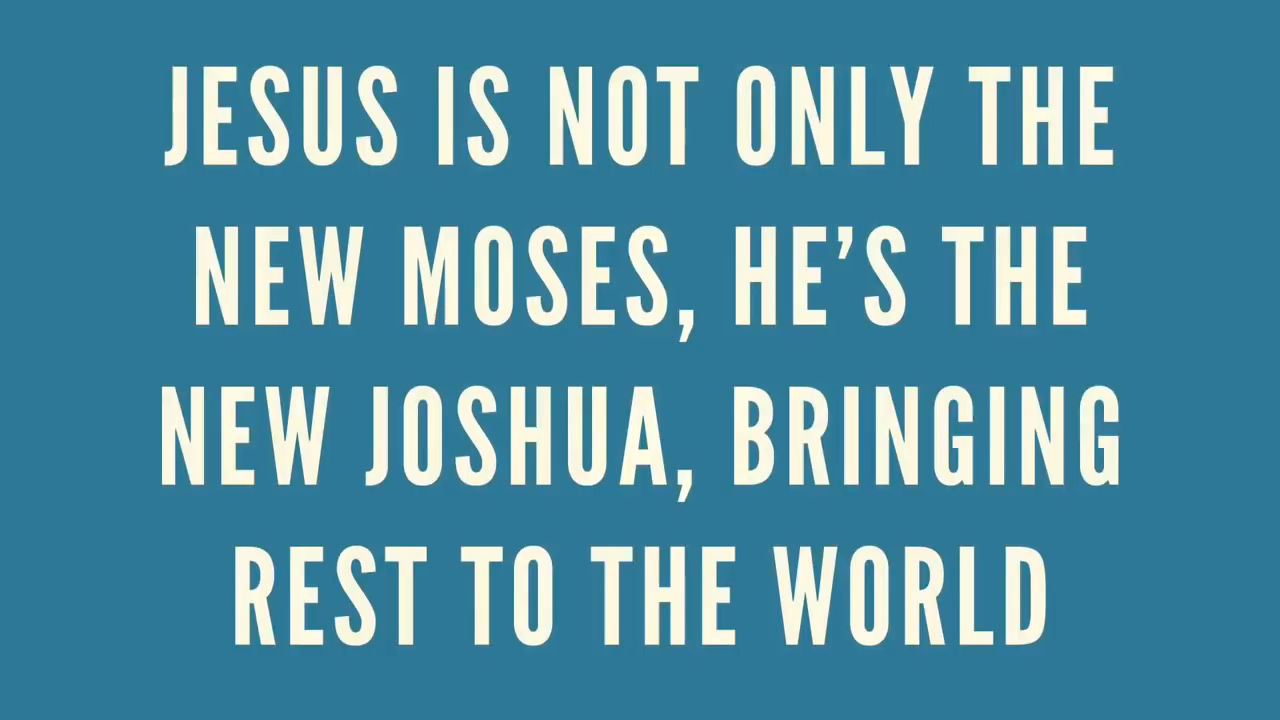 JESUS IS NOT ONLY THE
NEW MOSES, HE’S THE
NEW JOSHUA, BRINGING
REST TO THE WORLD